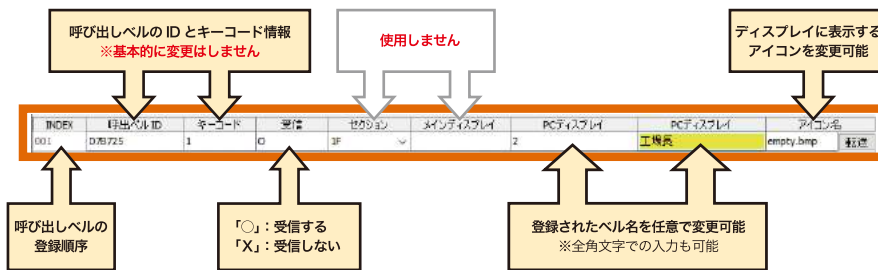 呼び出しベルの ID とキーコード情報
※基本的に変更はしません
使用しません
ディスプレイに表示する
アイコンを変更可能
INDEX 呼出ベル ID キーコード 受信 セクション メインディスプレイ PCディスプレイ PCディスプレイ アイコン名
001 D7B725 1 O 1F 2 工場長 empty.bmp 転送
呼び出しベルの
登録順序
「○」：受信する
「X」：受信しない
登録されたベル名を任意で変更可能
※全角文字での入力も可能